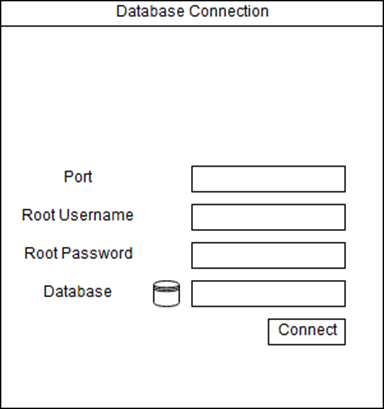 Database Connection
Port
Root Username
Root Password
Database
Connect